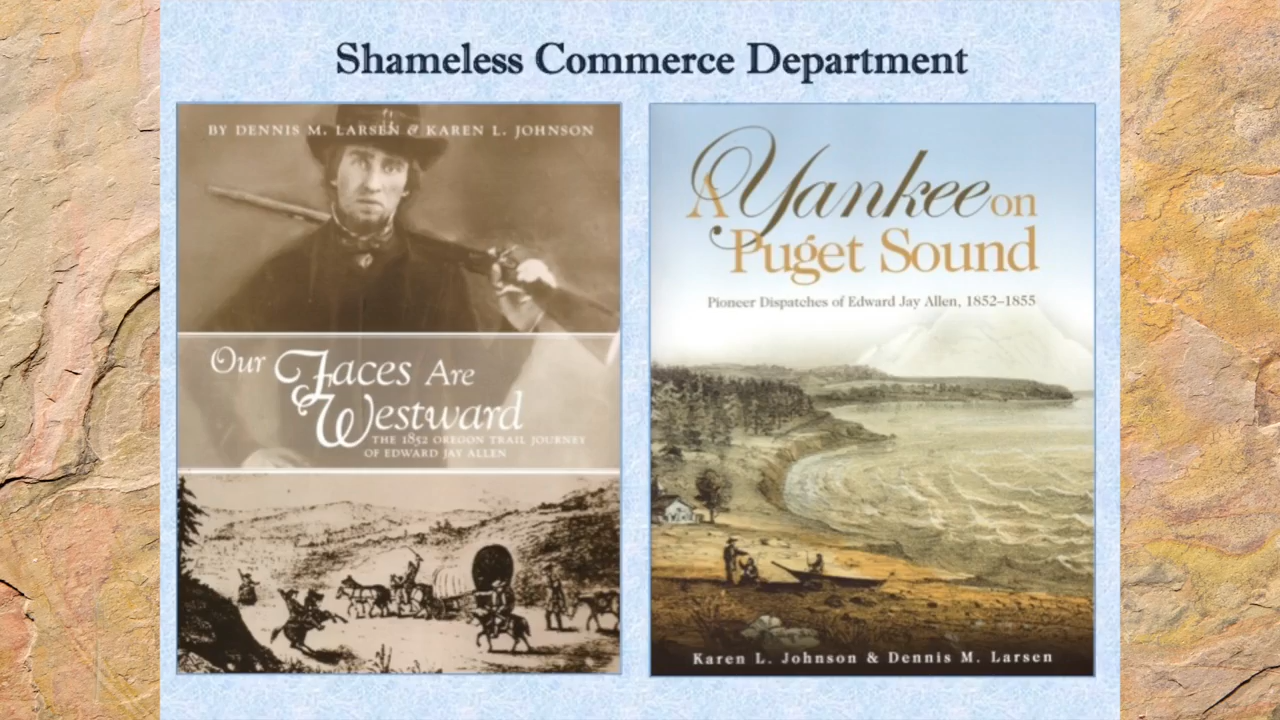 Shameless Commerce Department
BY DENNIS M. LARSEN & KAREN L. JOHNSON
Our Faces Are
Westward
THE 1852 OREGON TRAIL JOURNEY
OF EDWARD JAY ALLEN
A Yankee on
Puget Sound
Pioneer Dispatches of Edward Jay Allen, 1852–1855
Karen L. Johnson & Dennis M. Larsen